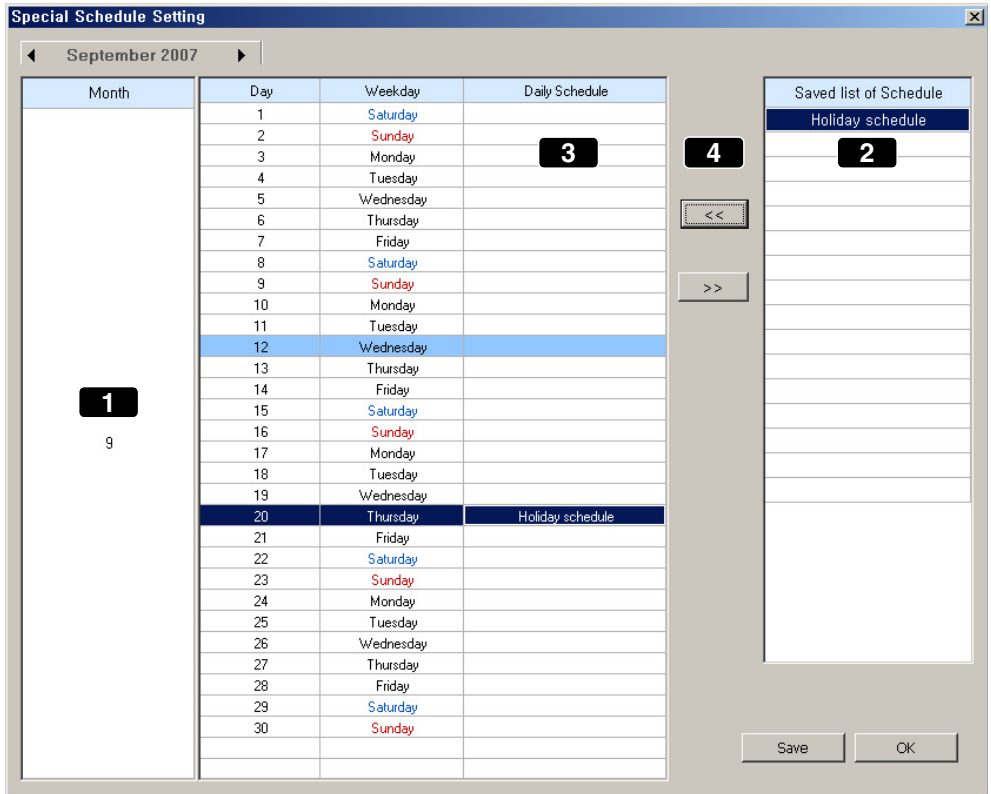 Special Schedule Setting
September 2007
Month Day Weekday Daily Schedule Saved list of Schedule
1 Saturday Holiday schedule
2 Sunday
3 Monday 3 4 2
4 Tuesday
5 Wednesday
6 Thursday <<
7 Friday
8 Saturday
9 Sunday >>
10 Monday
11 Tuesday
12 Wednesday
13 Thursday
14 Friday
1 15 Saturday
9 16 Sunday
17 Monday
18 Tuesday
19 Wednesday
20 Thursday Holiday schedule
21 Friday
22 Saturday
23 Sunday
24 Monday
25 Tuesday
26 Wednesday
27 Thursday
28 Friday
29 Saturday
30 Sunday
Save OK